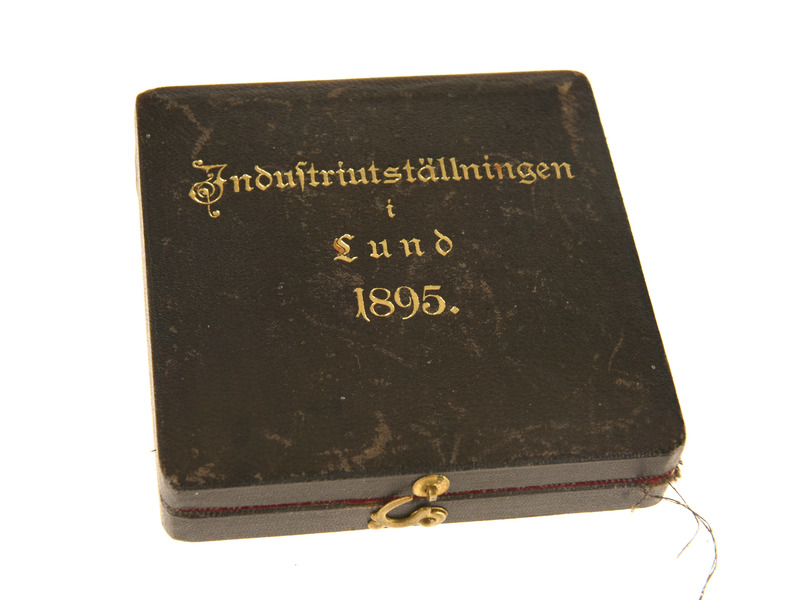 Induſtriutställningen
i
Lund
1895.